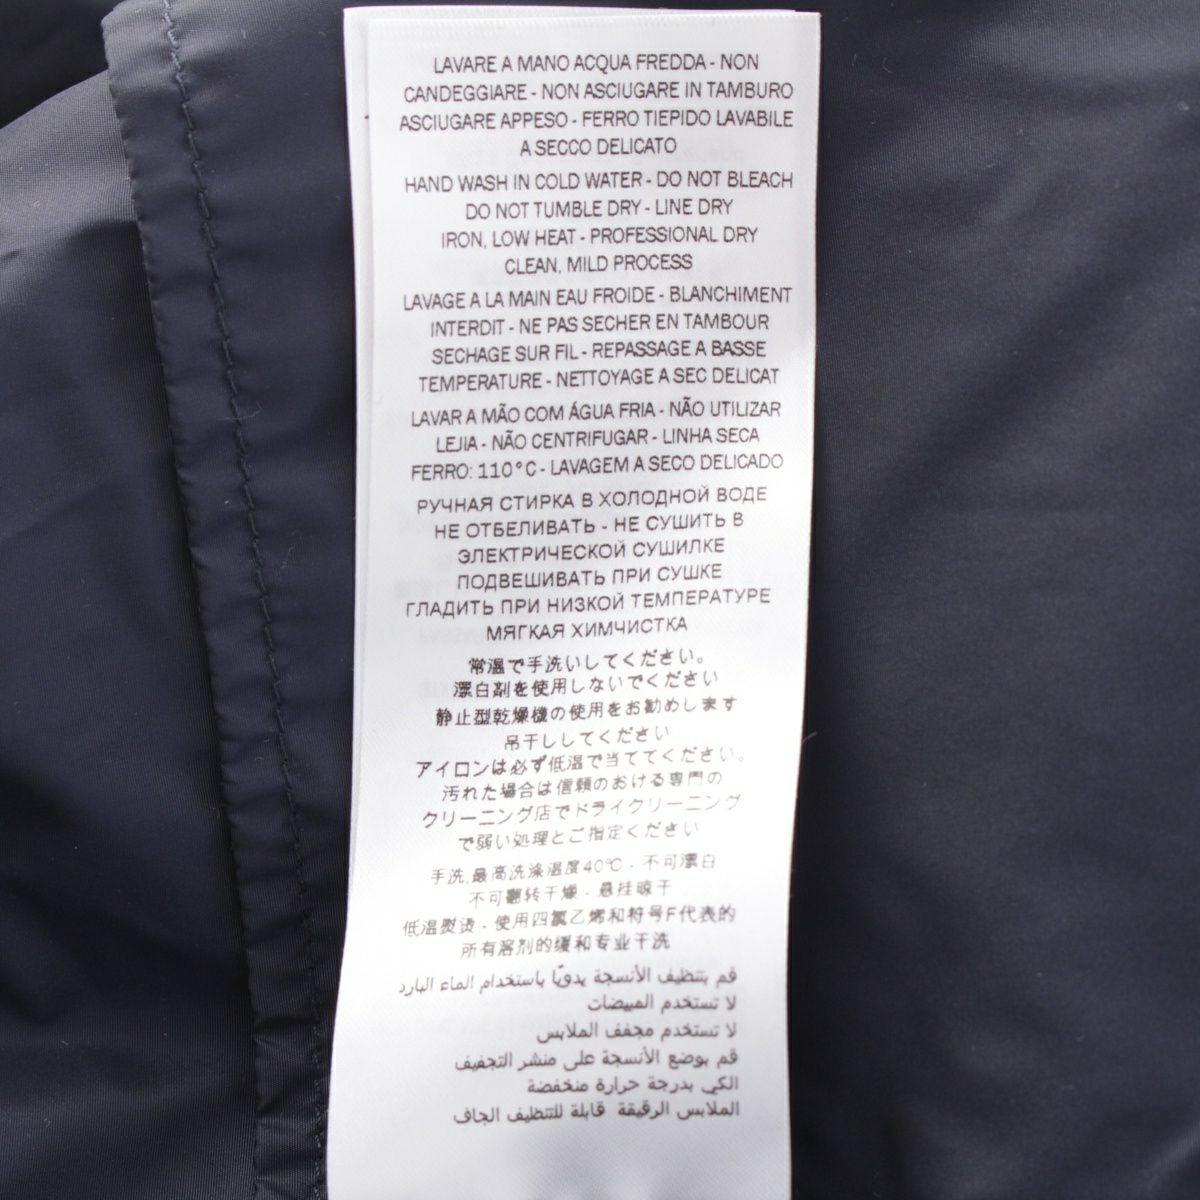 LAVARE A MANO ACQUA FREDDA - NON
CANDEGGIARE - NON ASCIUGARE IN TAMBURO
ASCIUGARE APPESO - FERRO TIEPIDO LAVABILE
A SECCO DELICATO
HAND WASH IN COLD WATER - DO NOT BLEACH
DO NOT TUMBLE DRY - LINE DRY
IRON, LOW HEAT - PROFESSIONAL DRY
CLEAN, MILD PROCESS
LAVAGE A LA MAIN EAU FROIDE - BLANCHIMENT
INTERDIT - NE PAS SECHER EN TAMBOUR
SECHAGE SUR FIL - REPASSAGE A BASSE
TEMPERATURE - NETTOYAGE A SEC DELICAT
LAVAR A MÃO COM ÁGUA FRIA - NÃO UTILIZAR
LEJIA - NÃO CENTRIFUGAR - LINHA SECA
FERRO: 110°C - LAVAGEM A SECO DELICADO
РУЧНАЯ СТИРКА В ХОЛОДНОЙ ВОДЕ
НЕ ОТБЕЛИВАТЬ - НЕ СУШИТЬ В
ЭЛЕКТРИЧЕСКОЙ СУШИЛКЕ
ПОДВЕШИВАТЬ ПРИ СУШКЕ
ГЛАДИТЬ ПРИ НИЗКОЙ ТЕМПЕРАТУРЕ
МЯГКАЯ ХИМЧИСТКА
常温で手洗いしてください。
漂白剤を使用しないでください
静止型乾燥機の使用をお勧めします
吊干ししてください
アイロンは必ず低温で当ててください。
汚れた場合は信頼のおける専門の
クリーニング店でドライクリーニング
で弱い処理とご指定ください
手洗,最高洗涤温度40℃ - 不可漂白
不可翻转干燥 - 悬挂晾干
低温熨烫 - 使用四氯乙烯和符号F代表的
所有溶剂的缓和专业干洗
قم بتنظيف الأنسجة يدويًا باستخدام الماء البارد
لا تستخدم المبيضات
لا تستخدم مجفف الملابس
قم بوضع الأنسجة على منشر التجفيف
الكي بدرجة حرارة منخفضة
الملابس الرقيقة قابلة للتنظيف الجاف